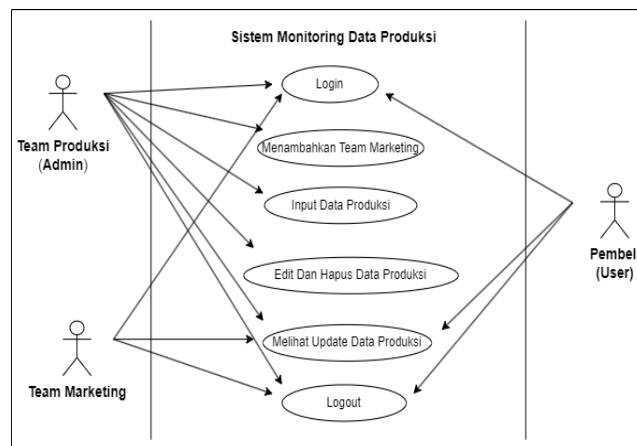 Sistem Monitoring Data Produksi
Login
Team Produksi
(Admin)
Menambahkan Team Marketing
Input Data Produksi
Pembel
(User)
Edit Dan Hapus Data Produksi
Melihat Update Data Produksi
Team Marketing
Logout